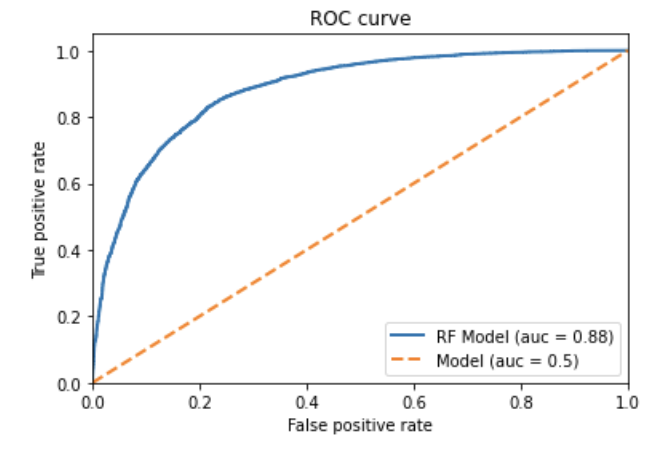 ROC curve
1.0
0.8
0.6
0.4
0.2
0.0
True positive rate
RF Model (auc = 0.88)
Model (auc = 0.5)
0.0 0.2 0.4 0.6 0.8 1.0
False positive rate